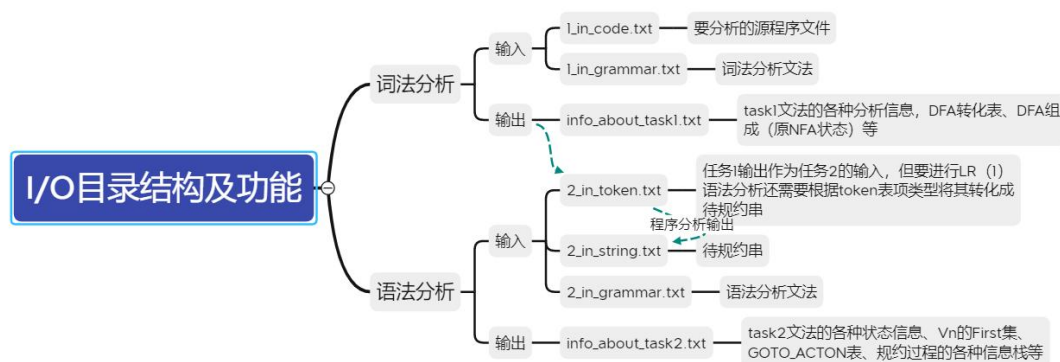 I/O目录结构及功能
词法分析
输入
1_in_code.txt
要分析的源程序文件
1_in_grammar.txt
词法分析文法
输出
info_about_task1.txt
task1文法的各种分析信息，DFA转化表、DFA组
成（原NFA状态）等
语法分析
输入
2_in_token.txt
任务1输出作为任务2的输入，但要进行LR（1）
语法分析还需要根据token表项类型将其转化成
待规约串
程序分析输出
2_in_string.txt
待规约串
2_in_grammar.txt
语法分析文法
输出
info_about_task2.txt
task2文法的各种状态信息、Vn的First集、
GOTO_ACTON表、规约过程的各种信息栈等